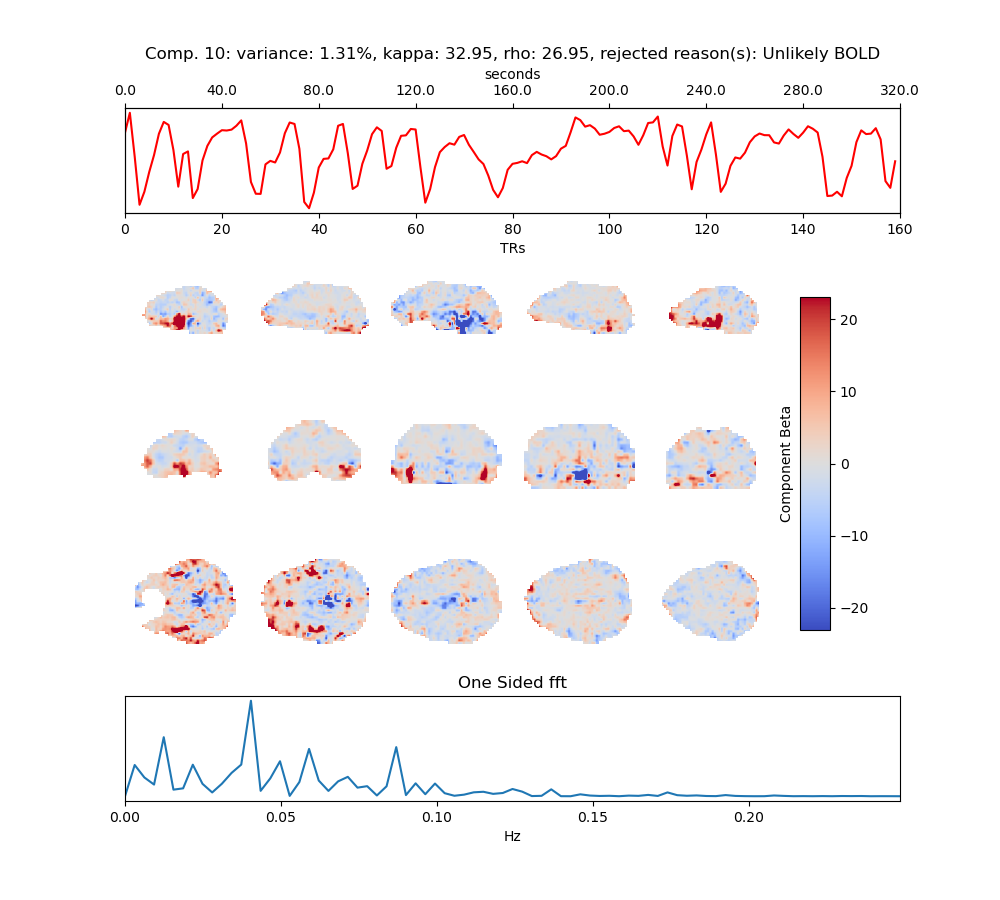 Comp. 10: variance: 1.31%, kappa: 32.95, rho: 26.95, rejected reason(s): Unlikely BOLD
seconds
0.0 40.0 80.0 120.0 160.0 200.0 240.0 280.0 320.0
0 20 40 60 80 100 120 140 160
TRs
20
10
0
−10
−20
Component Beta
One Sided fft
0.00 0.05 0.10 0.15 0.20
Hz